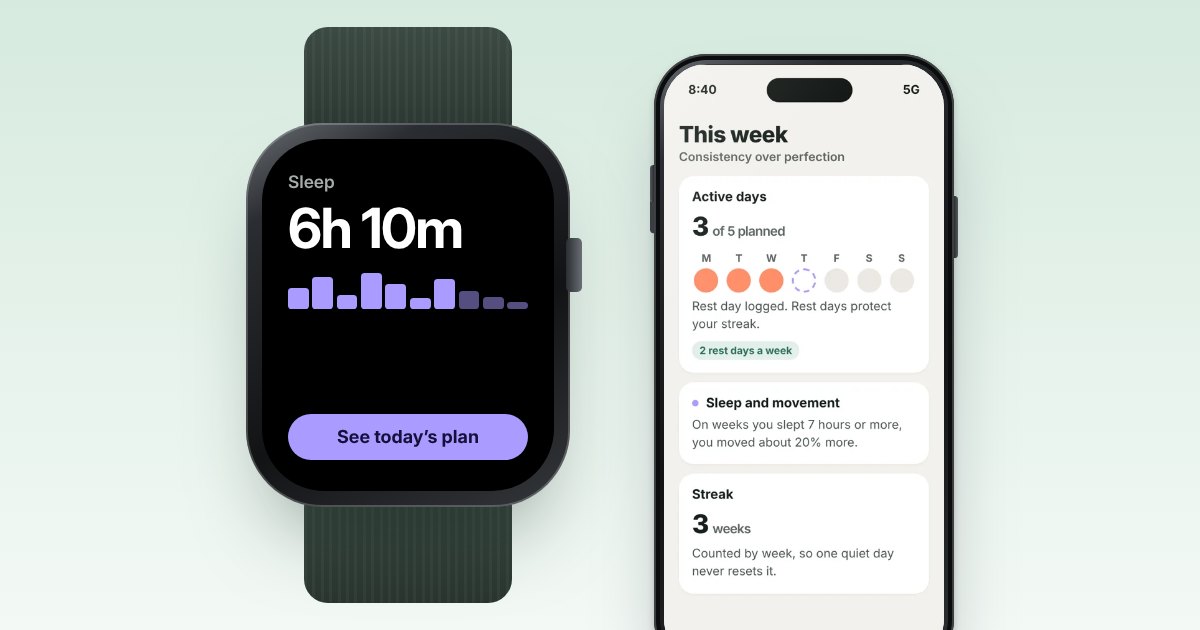 Sleep
6h 10m
See today’s plan
8:40
5G
This week
Consistency over perfection
Active days
3 of 5 planned
M T W T F S S
Rest day logged. Rest days protect
your streak.
2 rest days a week
Sleep and movement
On weeks you slept 7 hours or more,
you moved about 20% more.
Streak
3 weeks
Counted by week, so one quiet day
never resets it.